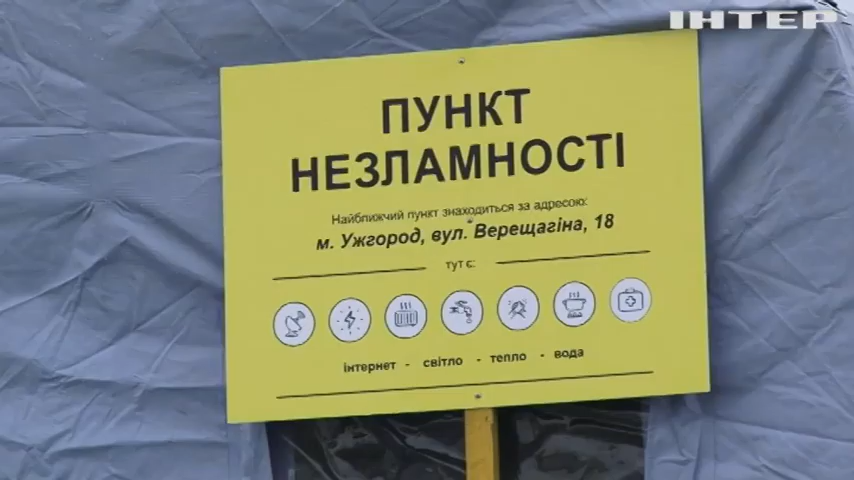 ІНТЕР
ПУНКТ
НЕЗЛАМНОСТІ
Найближчий пункт знаходиться за адресою:
м. Ужгород, вул. Верещагіна, 18
тут є:
інтернет - світло - тепло - вода